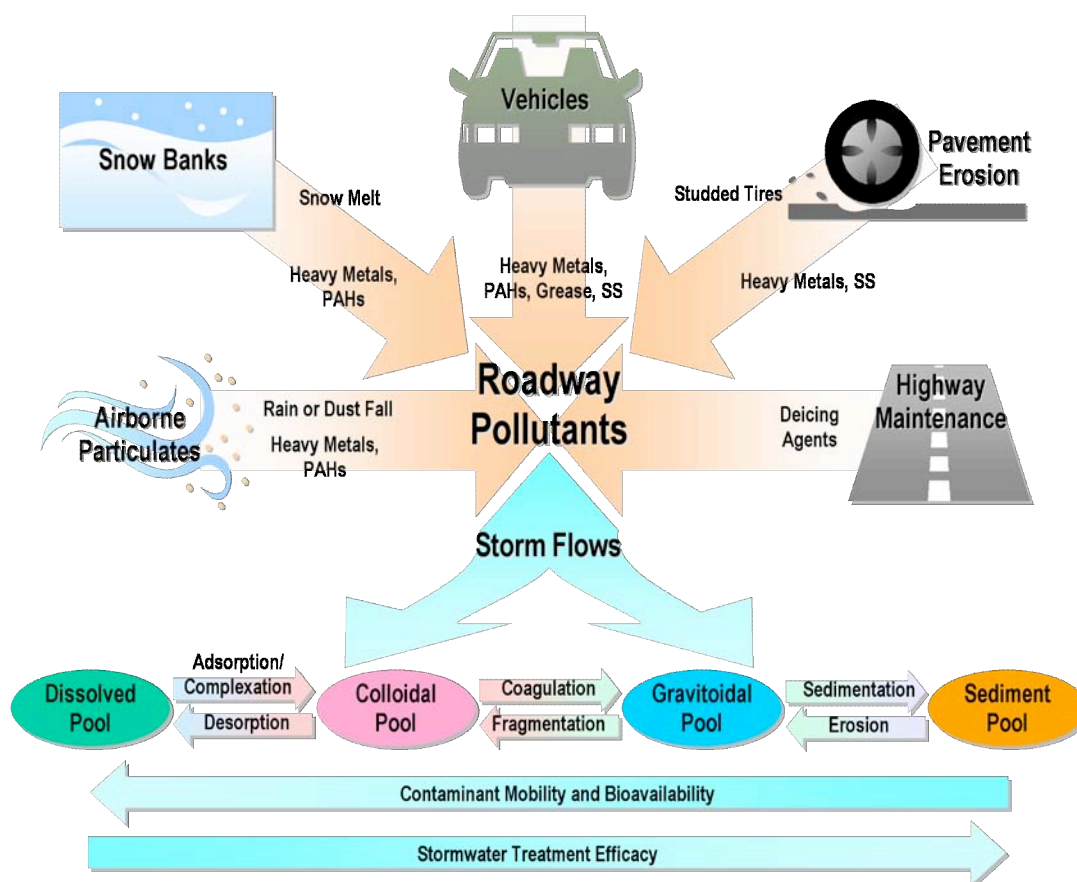 Vehicles
Snow Banks
Pavement
Erosion
Snow Melt
Studded Tires
Heavy Metals,
PAHs
Heavy Metals,
PAHs, Grease, SS
Heavy Metals, SS
Airborne
Particulates
Rain or Dust Fall
Heavy Metals,
PAHs
Roadway
Pollutants
Deicing
Agents
Highway
Maintenance
Storm Flows
Dissolved
Pool
Adsorption/
Complexation
Desorption
Colloidal
Pool
Coagulation
Fragmentation
Gravitoidal
Pool
Sedimentation
Erosion
Sediment
Pool
Contaminant Mobility and Bioavailability
Stormwater Treatment Efficacy